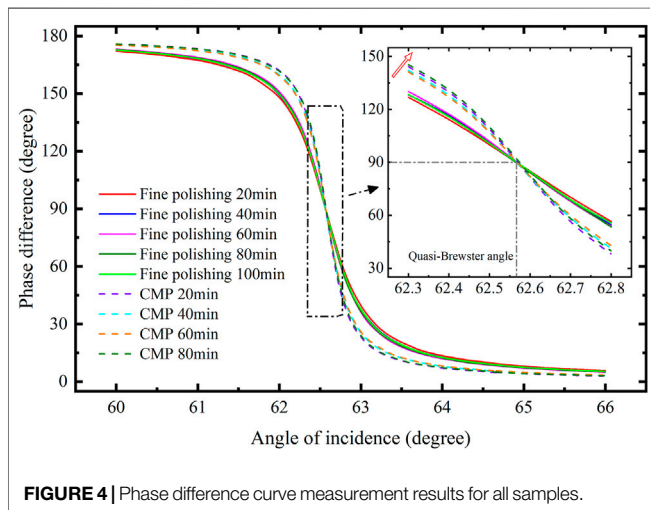 180
150
120
90
60
30
0
Phase difference (degree)
60
61
62
63
64
65
66
Angle of incidence (degree)
Fine polishing 20min
Fine polishing 40min
Fine polishing 60min
Fine polishing 80min
Fine polishing 100min
CMP 20min
CMP 40min
CMP 60min
CMP 80min
150
120
90
60
30
Quasi-Brewster angle
62.3
62.4
62.5
62.6
62.7
62.8
FIGURE 4 | Phase difference curve measurement results for all samples.